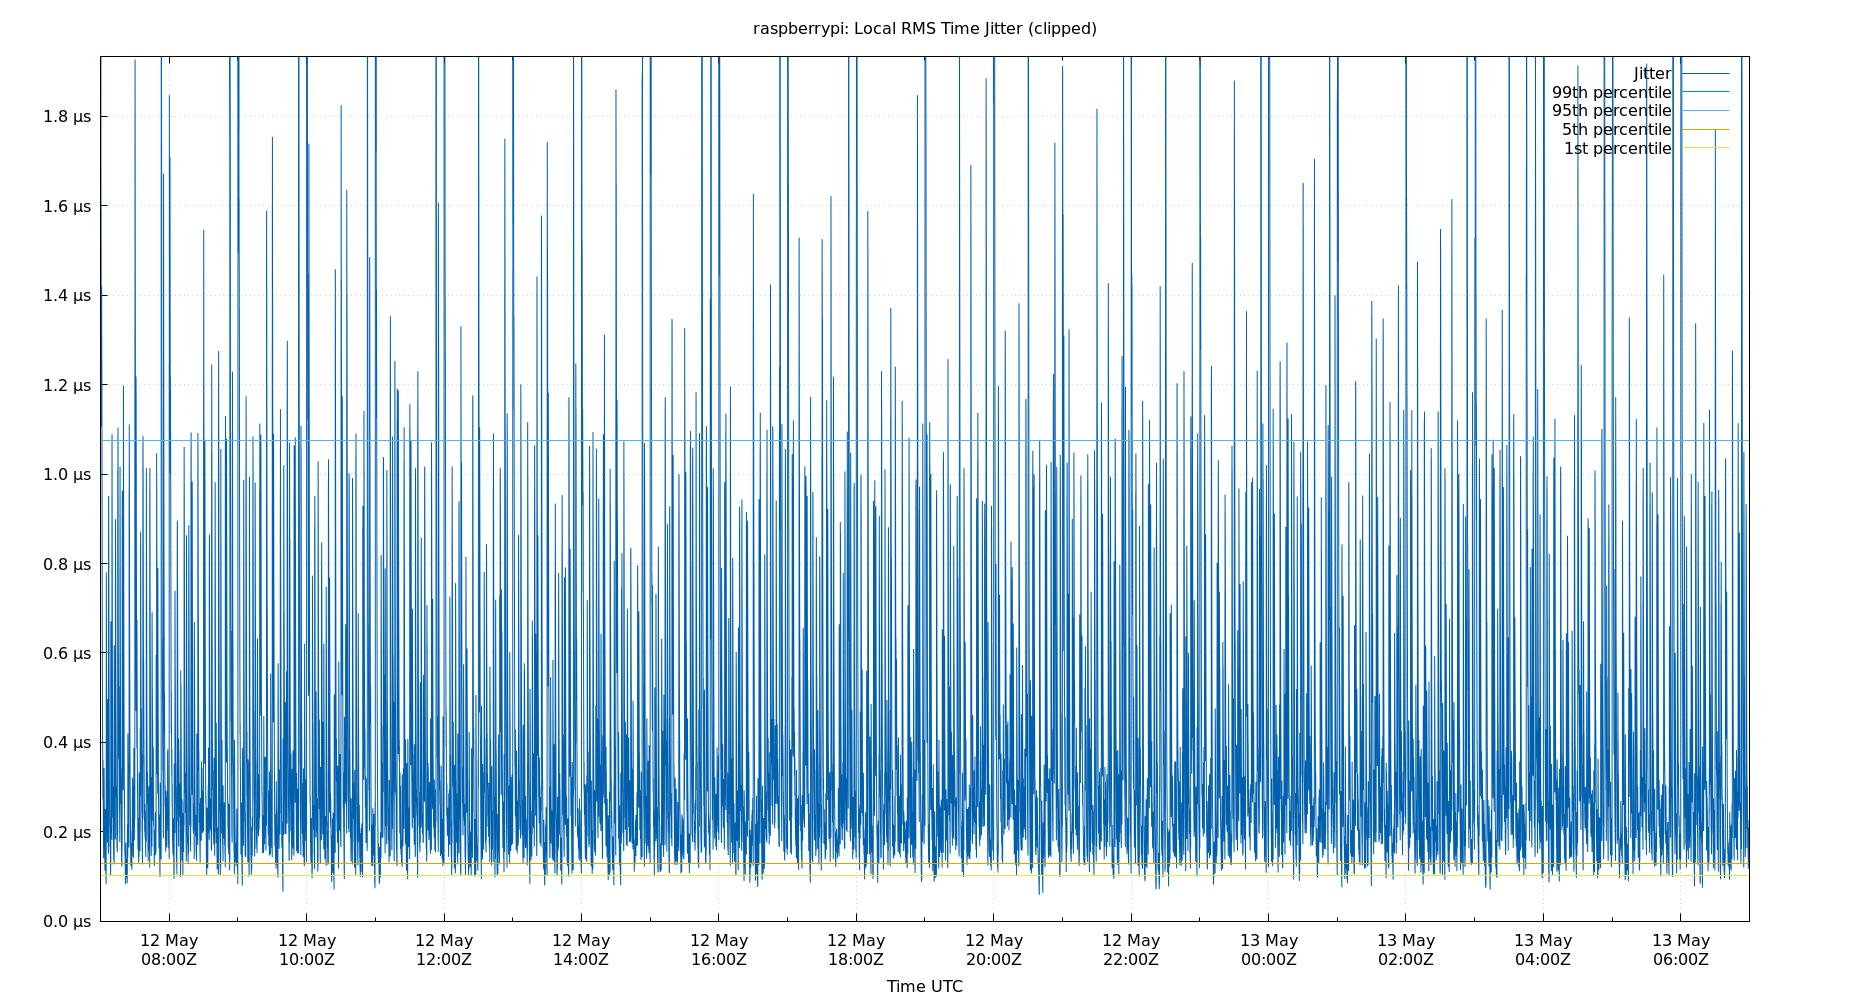 raspberrypi: Local RMS Time Jitter (clipped)
Jitter
99th percentile
95th percentile
5th percentile
1st percentile
1.8 µs
1.6 µs
1.4 µs
1.2 µs
1.0 µs
0.8 µs
0.6 µs
0.4 µs
0.2 µs
0.0 µs
12 May 12 May 12 May 12 May 12 May 12 May 12 May 12 May 13 May 13 May 13 May 13 May
08:00Z 10:00Z 12:00Z 14:00Z 16:00Z 18:00Z 20:00Z 22:00Z 00:00Z 02:00Z 04:00Z 06:00Z
Time UTC